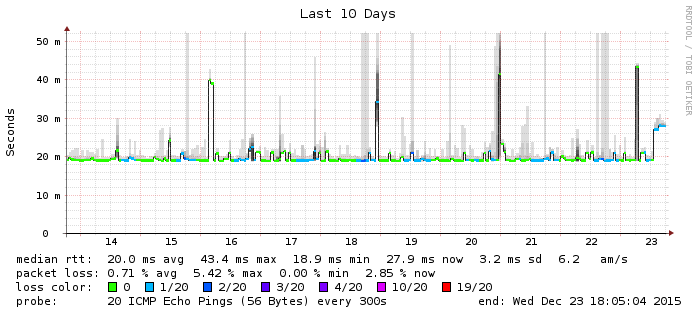 Last 10 Days
RRDTOOL / TOBI OETIKER
Seconds
50 m
40 m
30 m
20 m
10 m
0
14 15 16 17 18 19 20 21 22 23
median rtt: 20.0 ms avg 43.4 ms max 18.9 ms min 27.9 ms now 3.2 ms sd 6.2 am/s
packet loss: 0.71 % avg 5.42 % max 0.00 % min 2.85 % now
loss color: 0 1/20 2/20 3/20 4/20 10/20 19/20
probe: 20 ICMP Echo Pings (56 Bytes) every 300s end: Wed Dec 23 18:05:04 2015